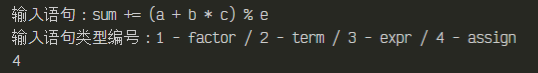 输入语句：sum += (a + b * c) % e
输入语句类型编号：1 - factor / 2 - term / 3 - expr / 4 - assign
4